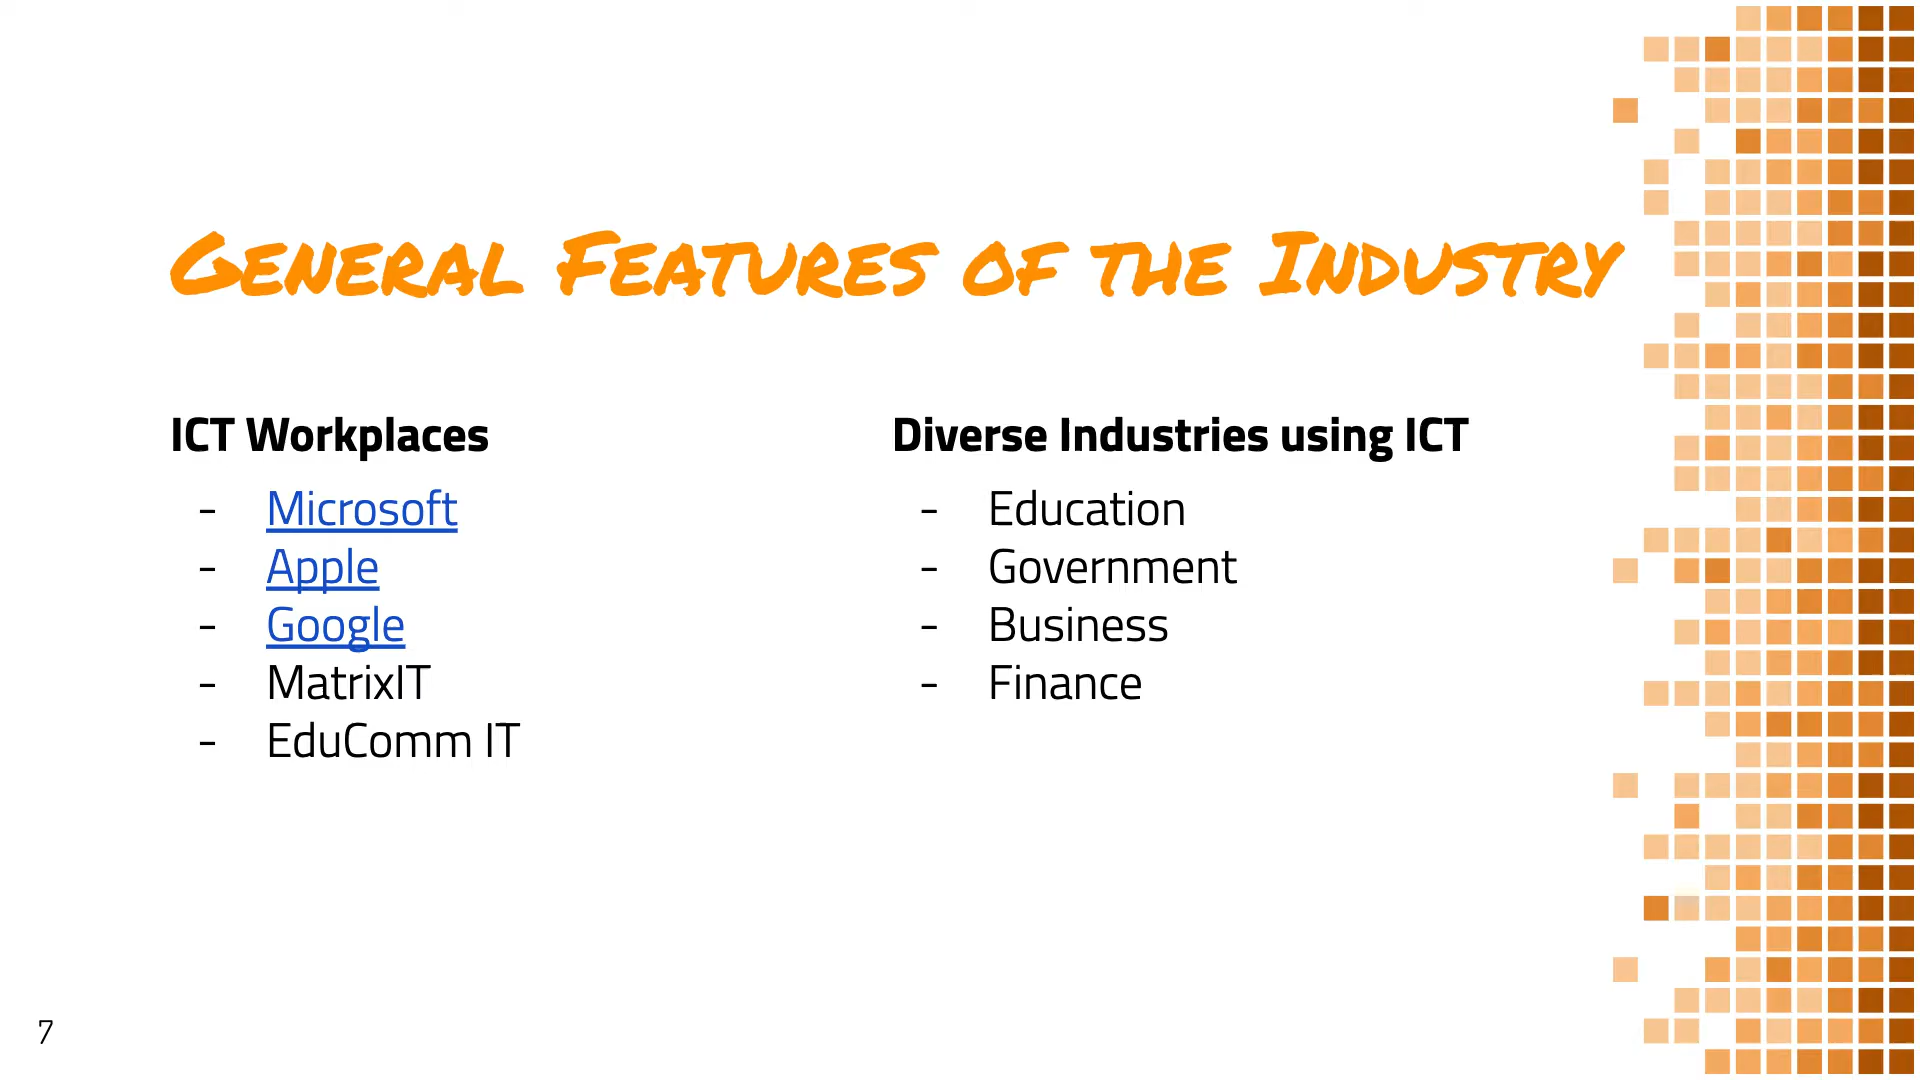 General Features of the Industry
ICT Workplaces
- Microsoft
- Apple
- Google
- MatrixIT
- EduComm IT
Diverse Industries using ICT
- Education
- Government
- Business
- Finance
7